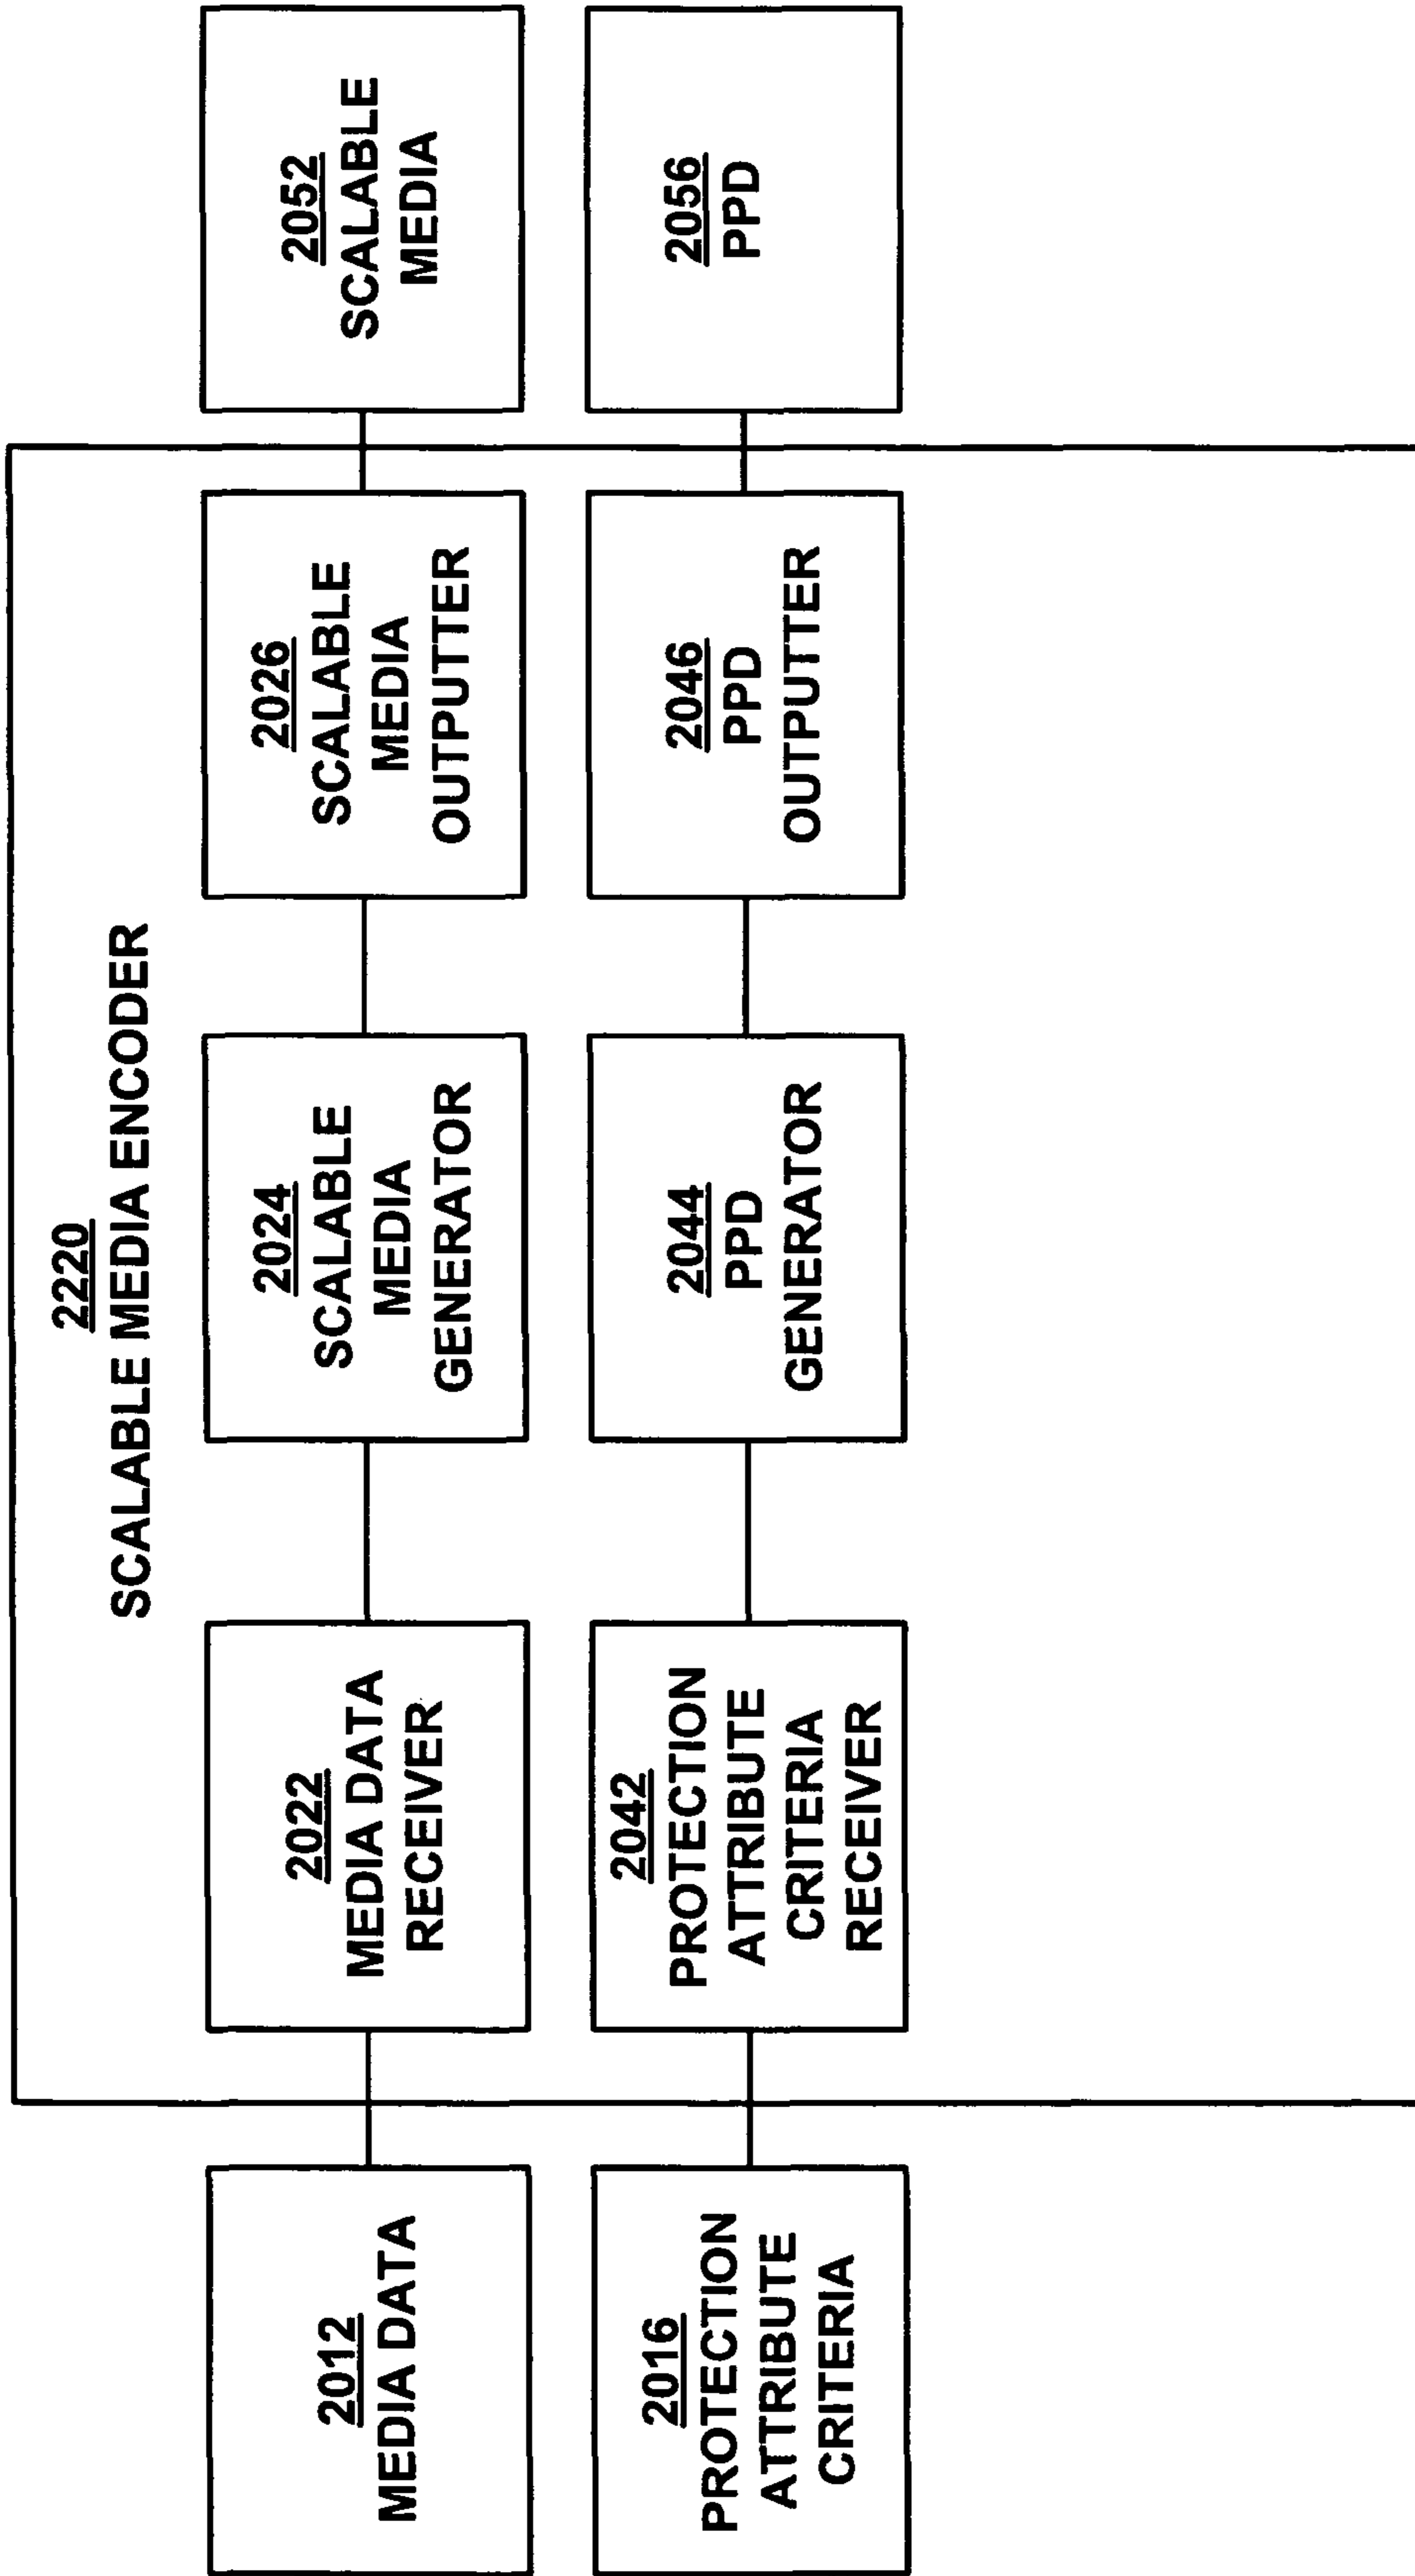 2220
SCALABLE MEDIA ENCODER
2012
MEDIA DATA
2022
MEDIA DATA
RECEIVER
2024
SCALABLE
MEDIA
GENERATOR
2026
SCALABLE
MEDIA
OUTPUTTER
2052
SCALABLE
MEDIA
2016
PROTECTION
ATTRIBUTE
CRITERIA
2042
PROTECTION
ATTRIBUTE
CRITERIA
RECEIVER
2044
PPD
GENERATOR
2046
PPD
OUTPUTTER
2056
PPD